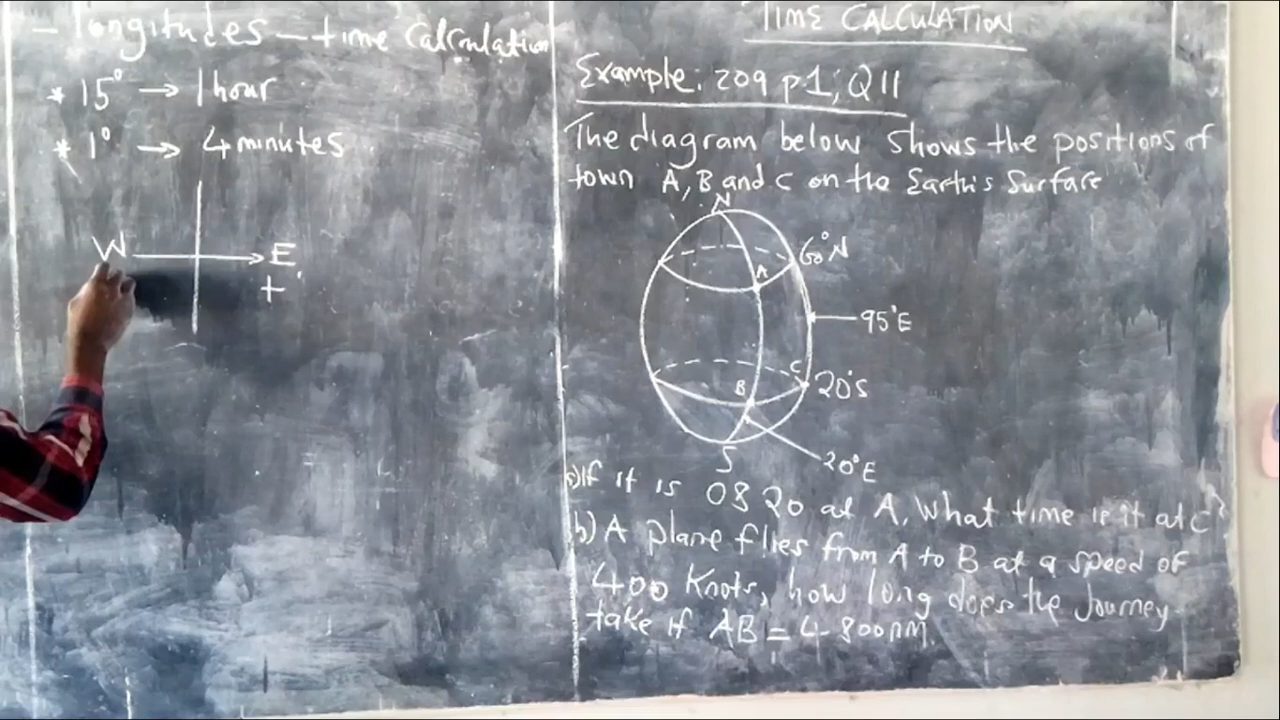 - Longitudes - time calculation
* 15° → 1 hour
* 1° → 4 minutes
W E
+
TIME CALCULATION
Example: 209 p1, Q11
The diagram below shows the positions of
town A, B and C on the Earth's Surface
N
60°N
A
95°E
C
B
20°S
S
20°E
a) If it is 0820 at A, What time is it at C?
b) A plane flies from A to B at a speed of
400 Knots, how long does the Journey
take if AB = 4800nm